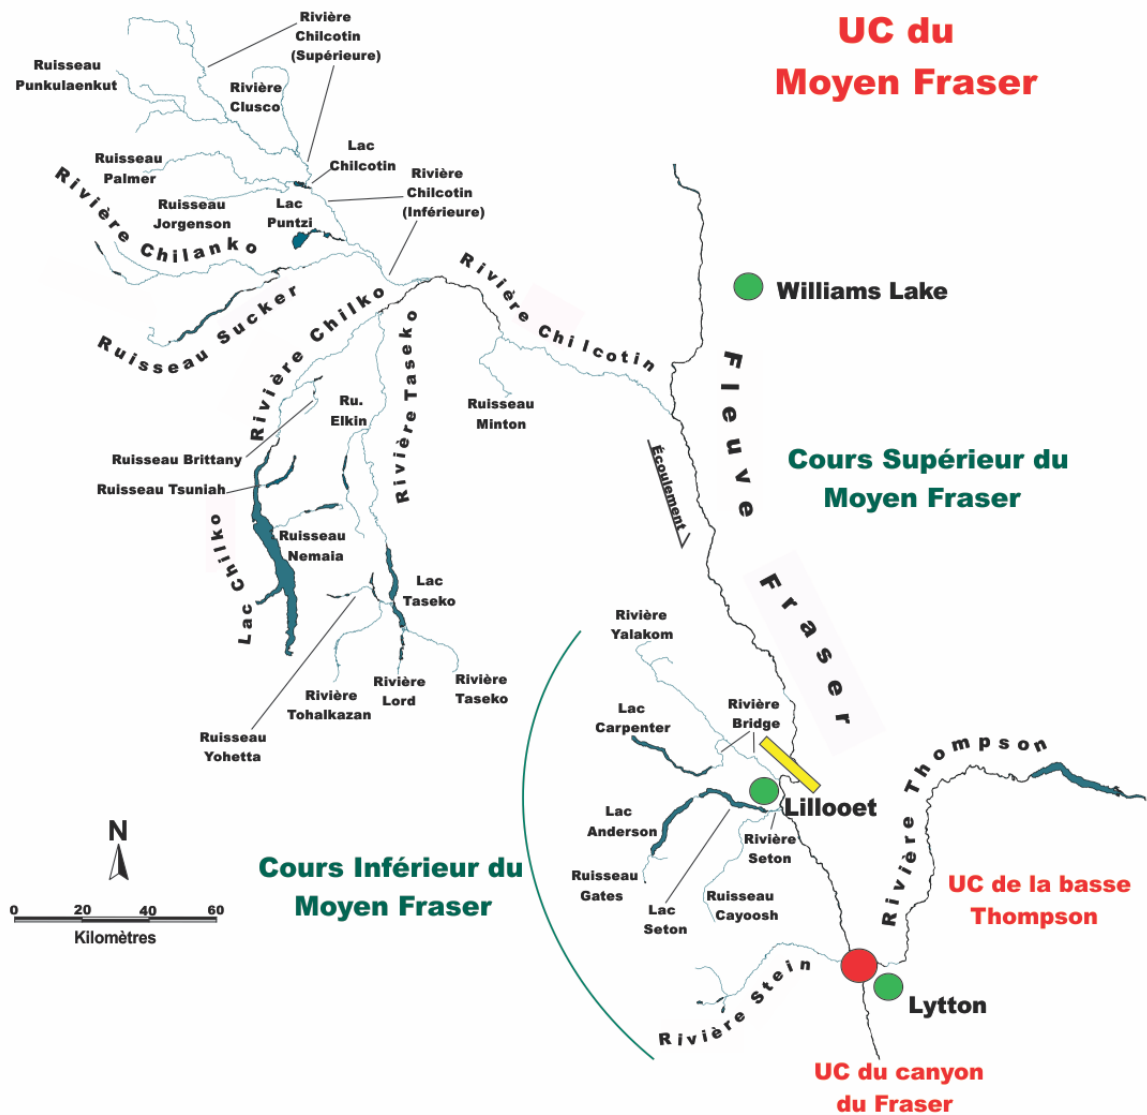 UC du
Moyen Fraser
Rivière
Chilcotin
(Supérieure)
Ruisseau
Punkulaenkut
Rivière
Clusco
Lac
Chilcotin
Ruisseau
Palmer
Rivière
Chilcotin
(Inférieure)
Ruisseau
Jorgenson
Lac
Puntzi
Rivière Chilanko
Ruisseau Sucker
Rivière Chilko
Rivière Taseko
Rivière Chilcotin
Williams Lake
Fleuve Fraser
Ru.
Elkin
Ruisseau
Minton
Ruisseau Brittany
Ruisseau Tsuniah
Écoulement
Cours Supérieur du
Moyen Fraser
Lac Chilko
Ruisseau
Nemaia
Lac
Taseko
Rivière
Yalakom
Rivière
Tohalkazan
Rivière
Lord
Rivière
Taseko
Ruisseau
Yohetta
Lac
Carpenter
Rivière
Bridge
Rivière Thompson
Lillooet
Lac
Anderson
Rivière
Seton
N
0 20 40 60
Kilomètres
Cours Inférieur du
Moyen Fraser
Ruisseau
Gates
Lac
Seton
Ruisseau
Cayoosh
UC de la basse
Thompson
Rivière Stein
Lytton
UC du canyon
du Fraser